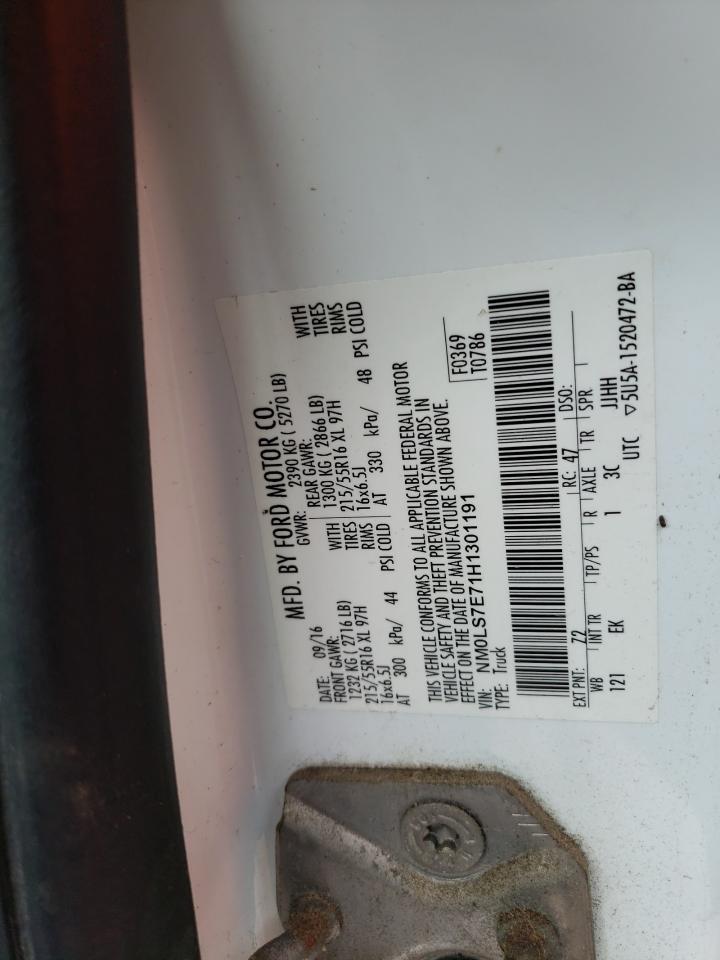 MFD. BY FORD MOTOR CO.
DATE: 09/16 GVWR: 2390 KG ( 5270 LB)
FRONT GAWR: REAR GAWR:
1232 KG ( 2716 LB) WITH 1300 KG ( 2866 LB) WITH
215/55R16 XL 97H TIRES 215/55R16 XL 97H TIRES
16x6.5J RIMS 16x6.5J RIMS
AT 300 kPa/ 44 PSI COLD AT 330 kPa/ 48 PSI COLD
THIS VEHICLE CONFORMS TO ALL APPLICABLE FEDERAL MOTOR
VEHICLE SAFETY AND THEFT PREVENTION STANDARDS IN
EFFECT ON THE DATE OF MANUFACTURE SHOWN ABOVE.
VIN: NMOLS7E71H1301191 F0369
TYPE: Truck T0786
EXT PNT: Z2 RC: 47 DSO:
WB INT TR TP/PS R AXLE TR SPR
121 EK 1 3C JJHH
UTC ▽5U5A-1520472-BA